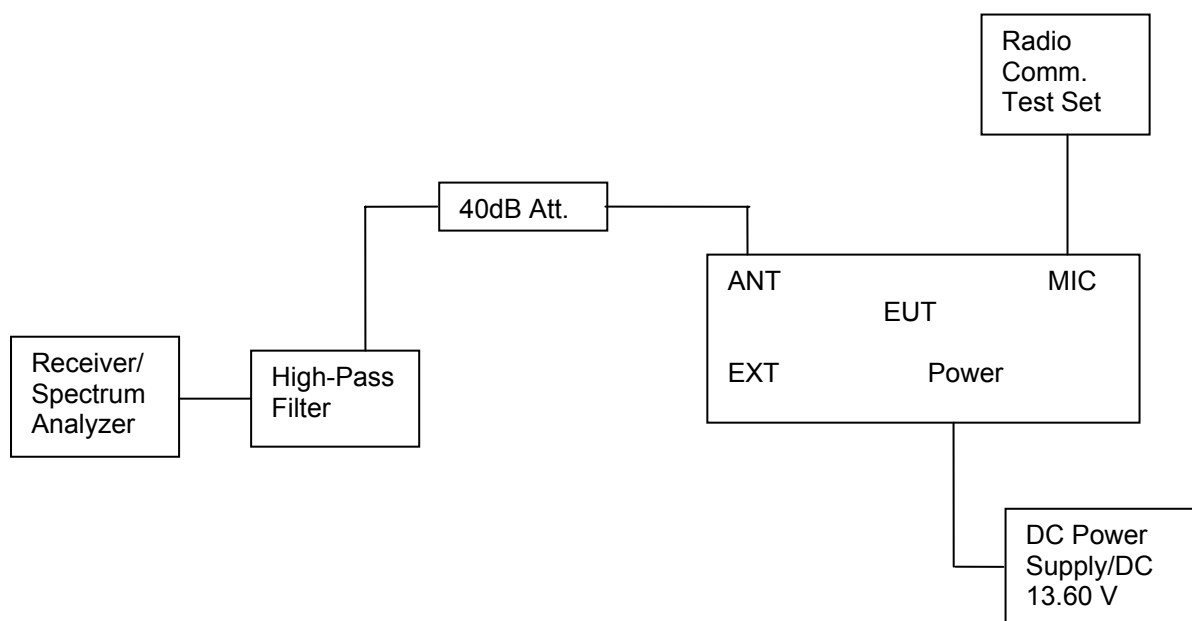 Radio
Comm.
Test Set
40dB Att.
ANT
MIC
EUT
EXT
Power
Receiver/
Spectrum
Analyzer
High-Pass
Filter
DC Power
Supply/DC
13.60 V